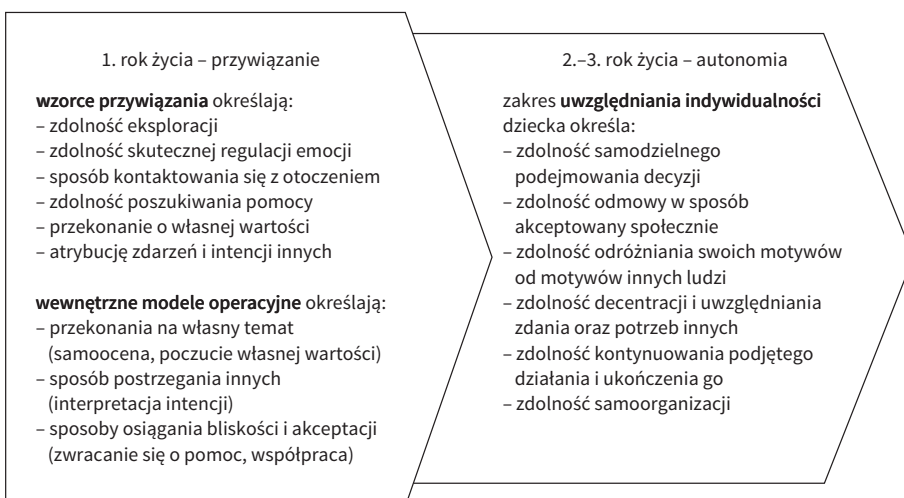 1. rok życia – przywiązanie
wzorce przywiązania określają:
– zdolność eksploracji
– zdolność skutecznej regulacji emocji
– sposób kontaktowania się z otoczeniem
– zdolność poszukiwania pomocy
– przekonanie o własnej wartości
– atrybucję zdarzeń i intencji innych
wewnętrzne modele operacyjne określają:
– przekonania na własny temat
(samoocena, poczucie własnej wartości)
– sposób postrzegania innych
(interpretacja intencji)
– sposoby osiągania bliskości i akceptacji
(zwracanie się o pomoc, współpraca)
2.–3. rok życia – autonomia
zakres uwzględniania indywidualności
dziecka określa:
– zdolność samodzielnego
podejmowania decyzji
– zdolność odmowy w sposób
akceptowany społecznie
– zdolność odróżniania swoich motywów
od motywów innych ludzi
– zdolność decentracji i uwzględniania
zdania oraz potrzeb innych
– zdolność kontynuowania podjętego
działania i ukończenia go
– zdolność samoorganizacji